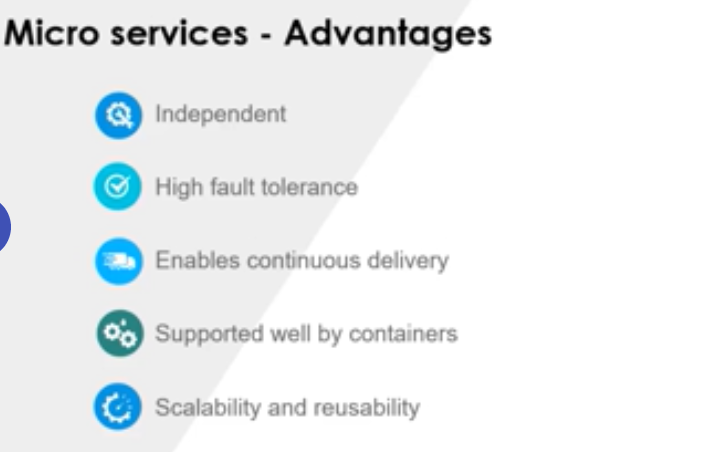 Micro services - Advantages
Independent
High fault tolerance
Enables continuous delivery
Supported well by containers
Scalability and reusability